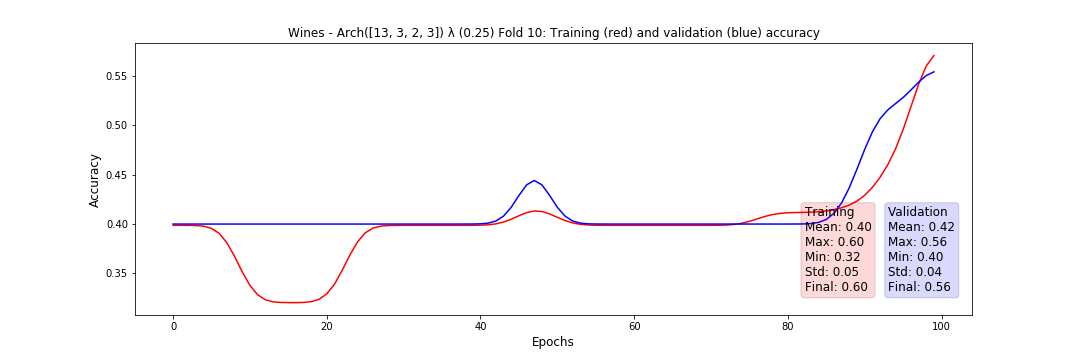 Wines - Arch([13, 3, 2, 3]) λ (0.25) Fold 10: Training (red) and validation (blue) accuracy
Accuracy
0.55
0.50
0.45
0.40
0.35
Training
Mean: 0.40
Max: 0.60
Min: 0.32
Std: 0.05
Final: 0.60
Validation
Mean: 0.42
Max: 0.56
Min: 0.40
Std: 0.04
Final: 0.56
0
20
40
60
80
100
Epochs